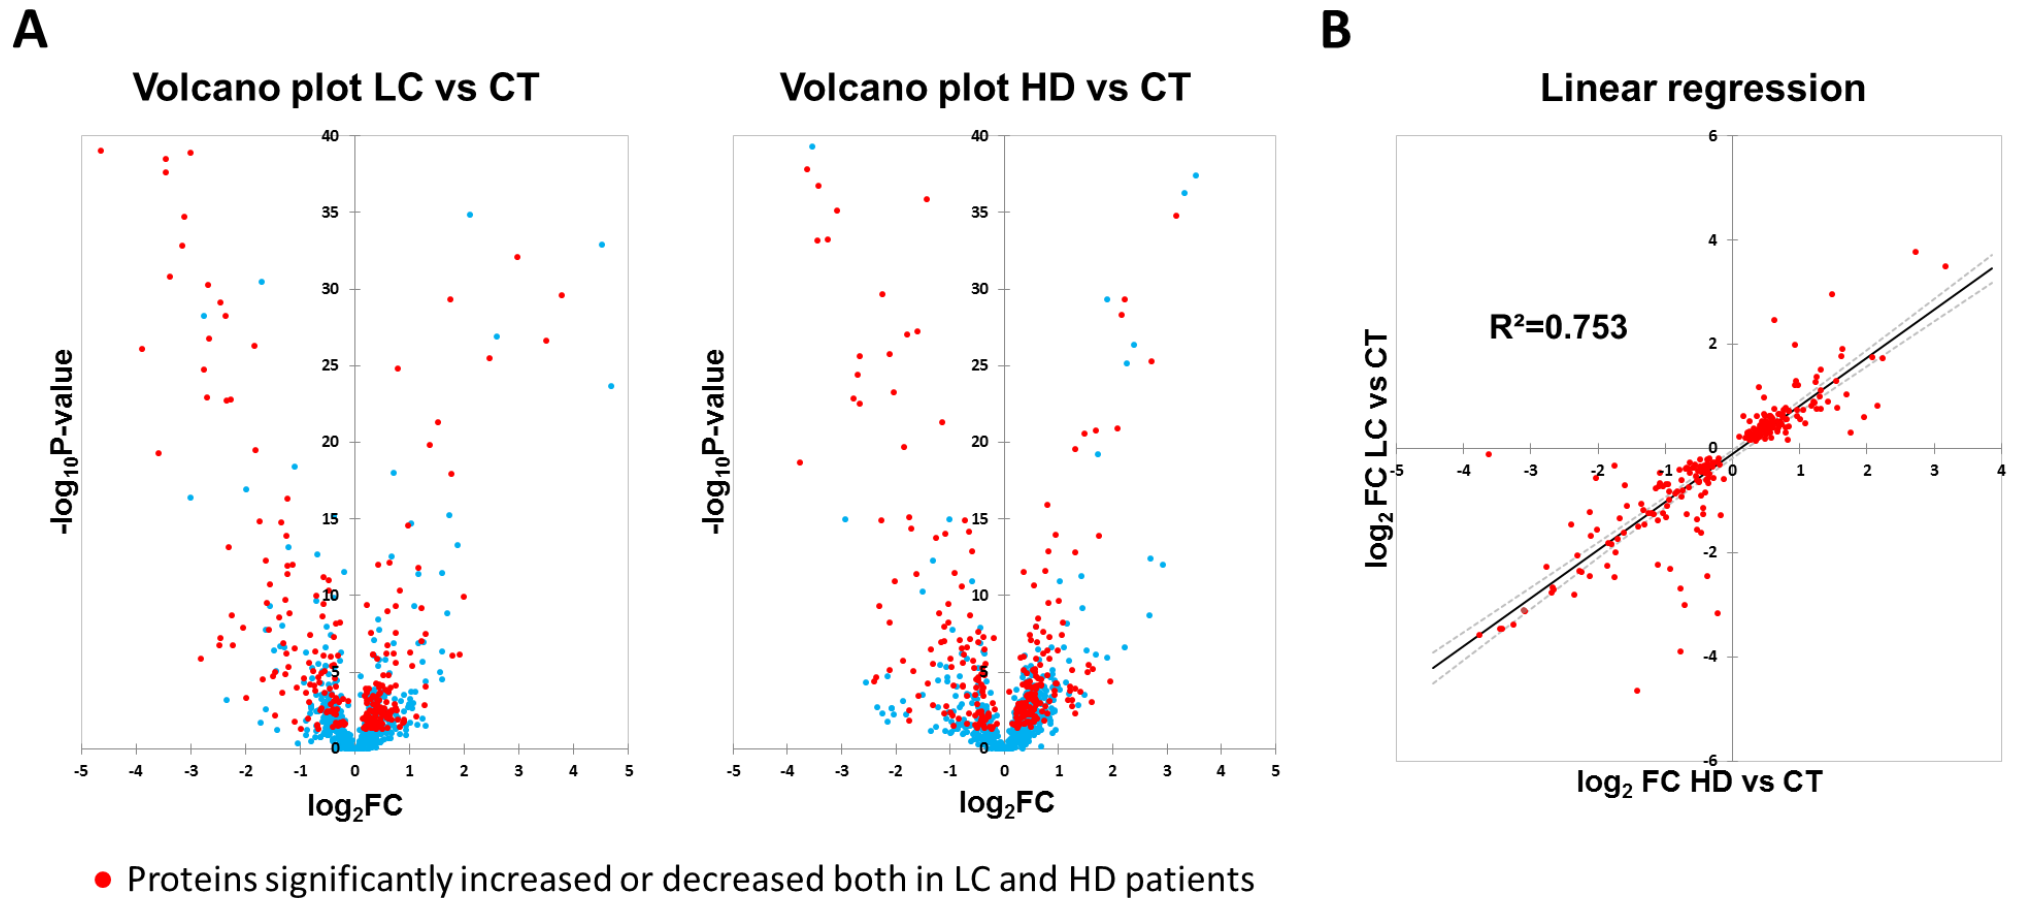 A
B
Volcano plot LC vs CT
Volcano plot HD vs CT
Linear regression
-log10P-value
40
35
30
25
20
15
10
5
0
-5 -4 -3 -2 -1 0 1 2 3 4 5
log2FC
-log10P-value
40
35
30
25
20
15
10
5
0
-5 -4 -3 -2 -1 0 1 2 3 4 5
log2FC
log2 FC LC vs CT
6
4
2
0
-2
-4
-6
R²=0.753
-5 -4 -3 -2 -1 0 1 2 3 4
log2 FC HD vs CT
Proteins significantly increased or decreased both in LC and HD patients